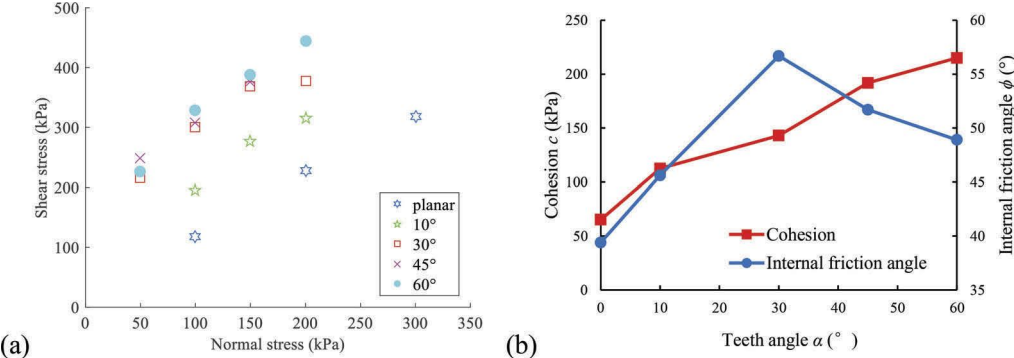 500
400
300
200
100
0
Shear stress (kPa)
planar
10°
30°
45°
60°
0 50 100 150 200 250 300 350
Normal stress (kPa)
(a)
250
200
150
100
50
0
Cohesion c (kPa)
60
55
50
45
40
35
Internal friction angle ϕ (°)
Cohesion
Internal friction angle
0 10 20 30 40 50 60
Teeth angle α (°)
(b)